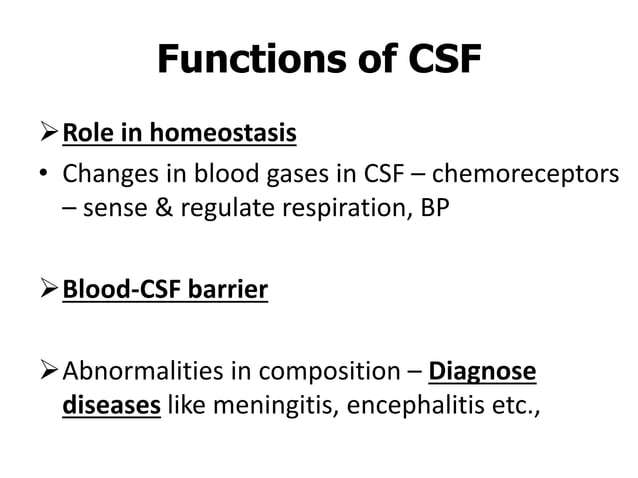 Functions of CSF
➢Role in homeostasis
• Changes in blood gases in CSF – chemoreceptors
– sense & regulate respiration, BP
➢Blood-CSF barrier
➢Abnormalities in composition – Diagnose
diseases like meningitis, encephalitis etc.,